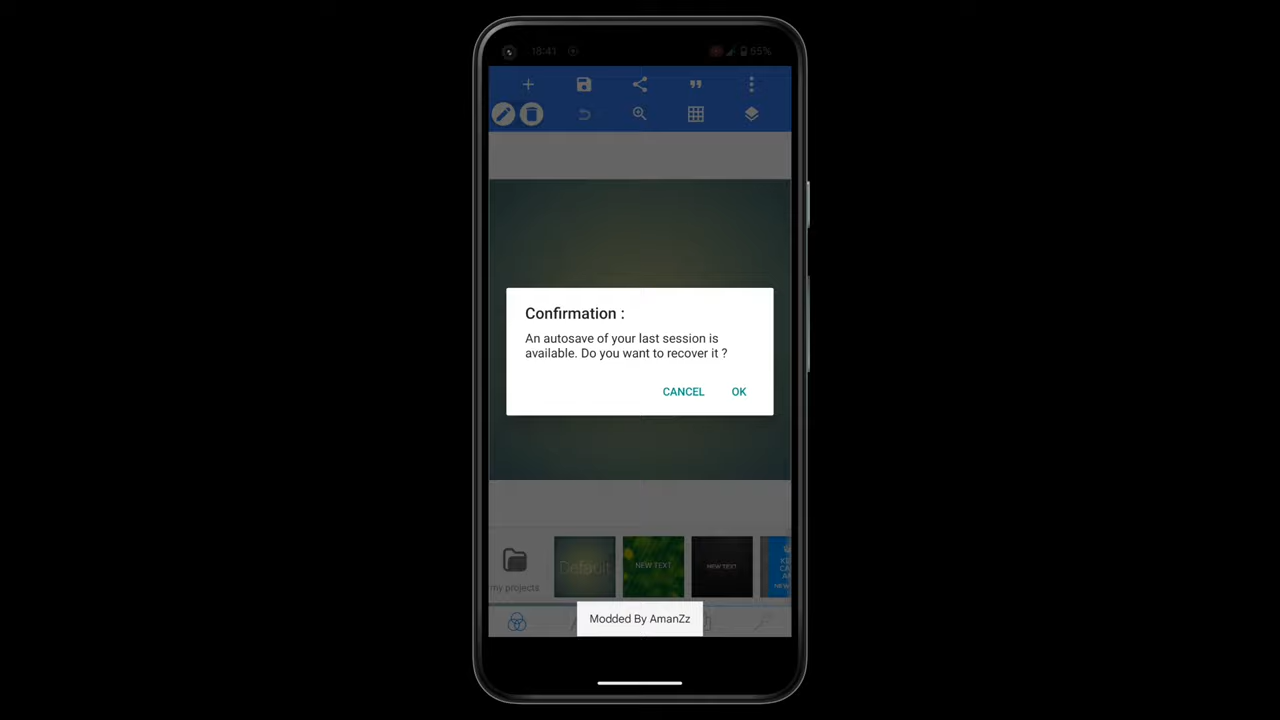 18:41
65%
Confirmation :
An autosave of your last session is
available. Do you want to recover it ?
CANCEL OK
my projects
Default
NEW TEXT
NEW TEXT
Modded By AmanZz